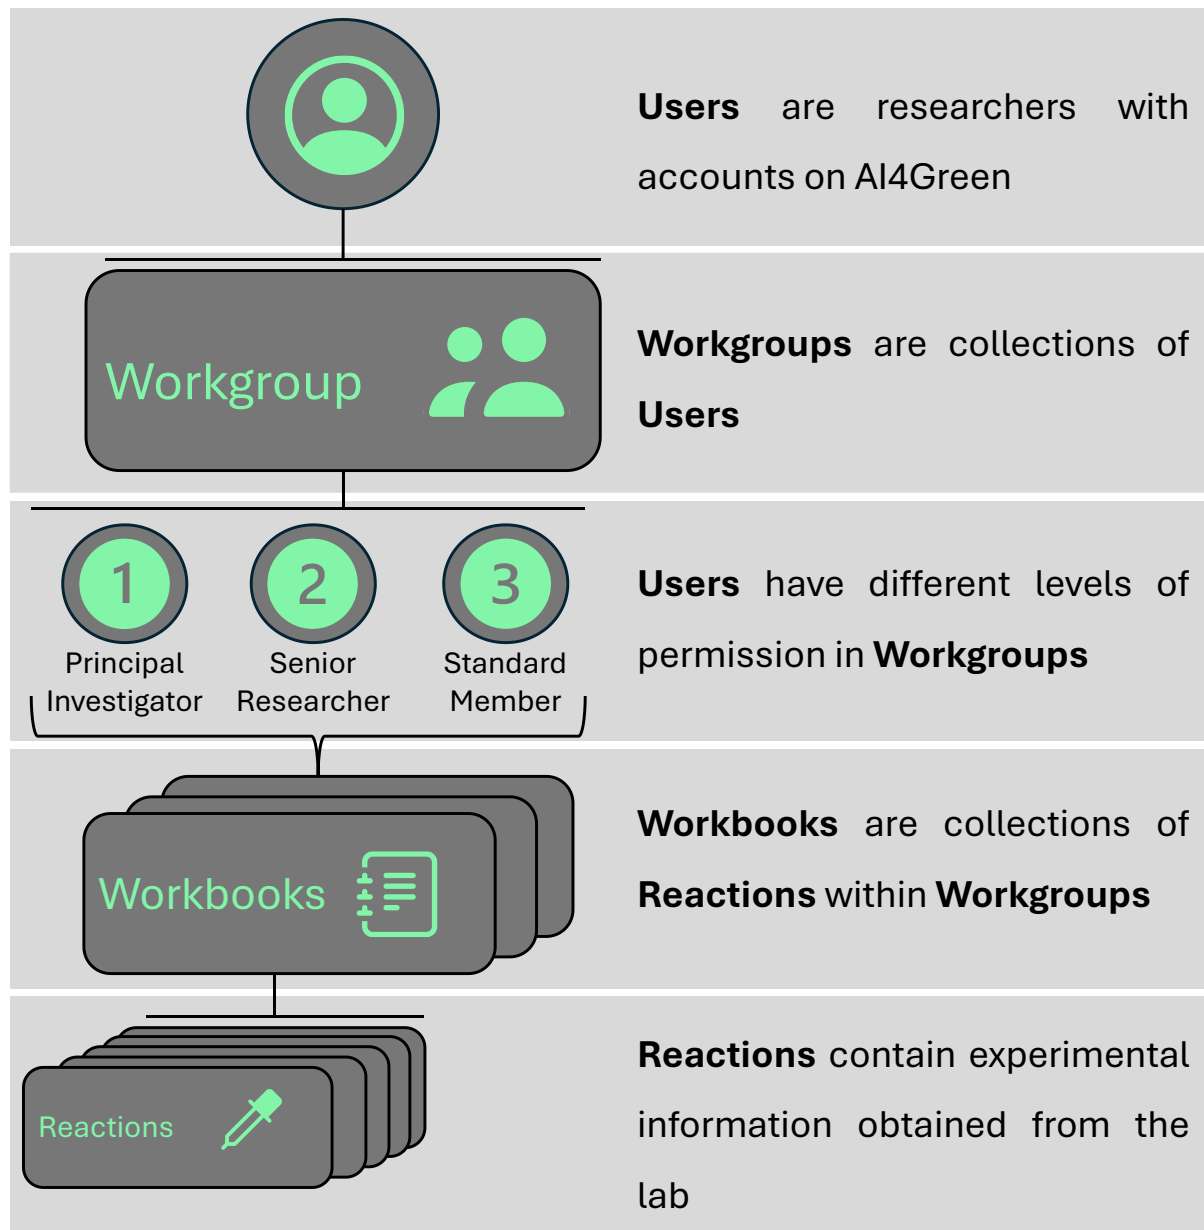 Users are researchers with
accounts on AI4Green
Workgroup
Workgroups are collections of
Users
1
2
3
Principal
Investigator
Senior
Researcher
Standard
Member
Users have different levels of
permission in Workgroups
Workbooks
Workbooks are collections of
Reactions within Workgroups
Reactions
Reactions contain experimental
information obtained from the
lab